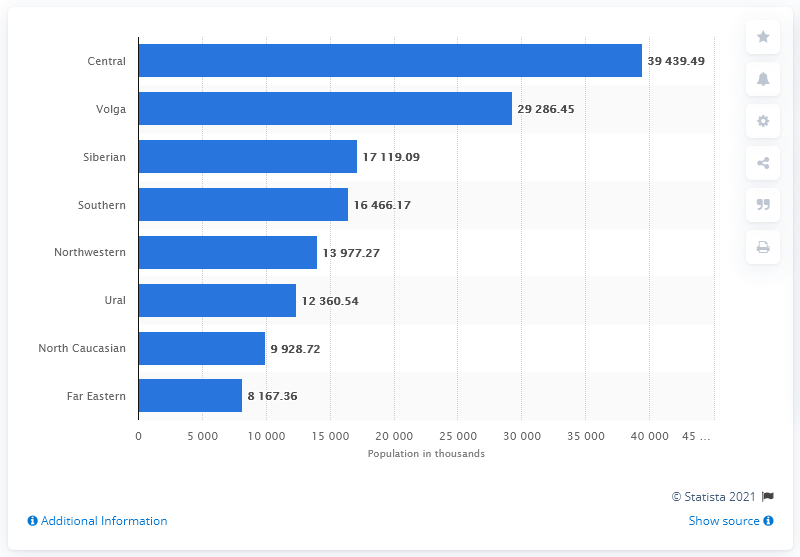 Central 39 439.49
Volga 29 286.45
Siberian 17 119.09
Southern 16 466.17
Northwestern 13 977.27
Ural 12 360.54
North Caucasian 9 928.72
Far Eastern 8 167.36
0 5 000 10 000 15 000 20 000 25 000 30 000 35 000 40 000 45 ...
Population in thousands
© Statista 2021
Additional Information Show source